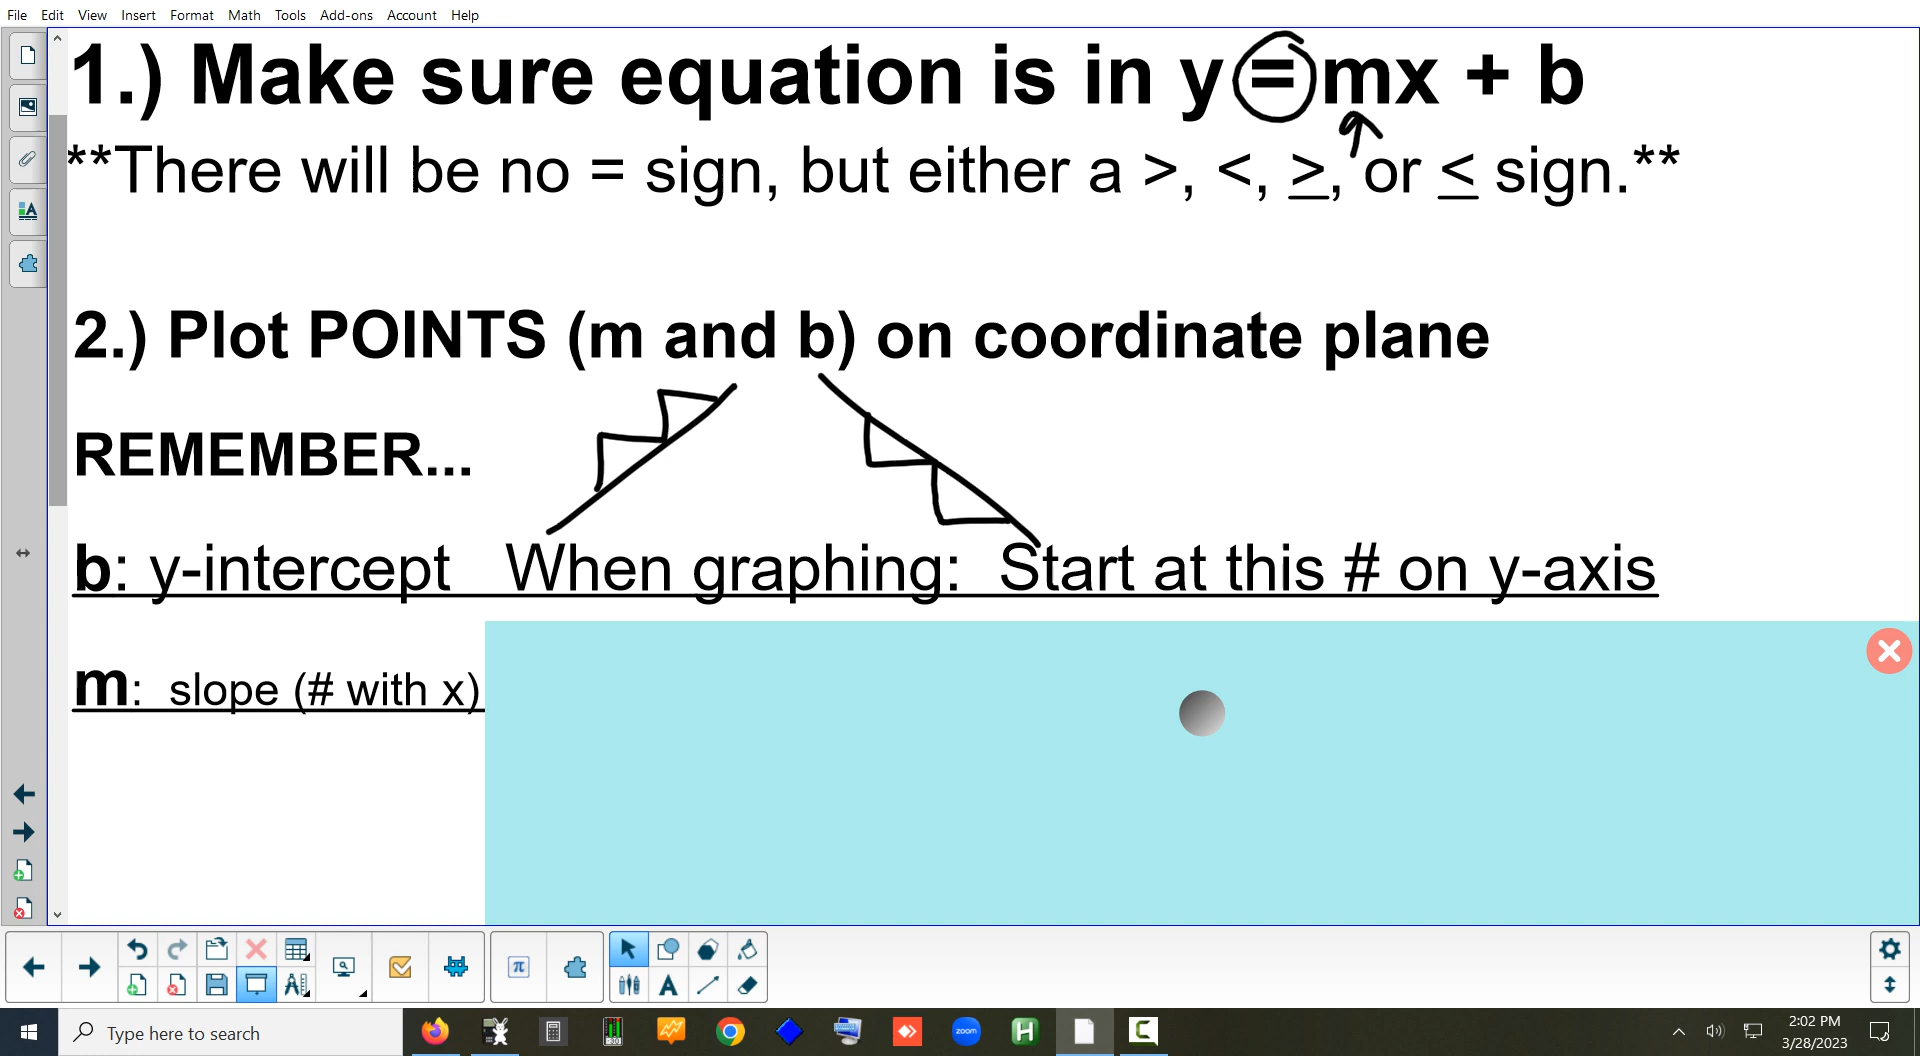 File Edit View Insert Format Math Tools Add-ons Account Help
1.) Make sure equation is in y = mx + b
**There will be no = sign, but either a >, <, ≥, or ≤ sign.**
2.) Plot POINTS (m and b) on coordinate plane
REMEMBER...
b: y-intercept When graphing: Start at this # on y-axis
m: slope (# with x)
Type here to search
zoom
2:02 PM
3/28/2023